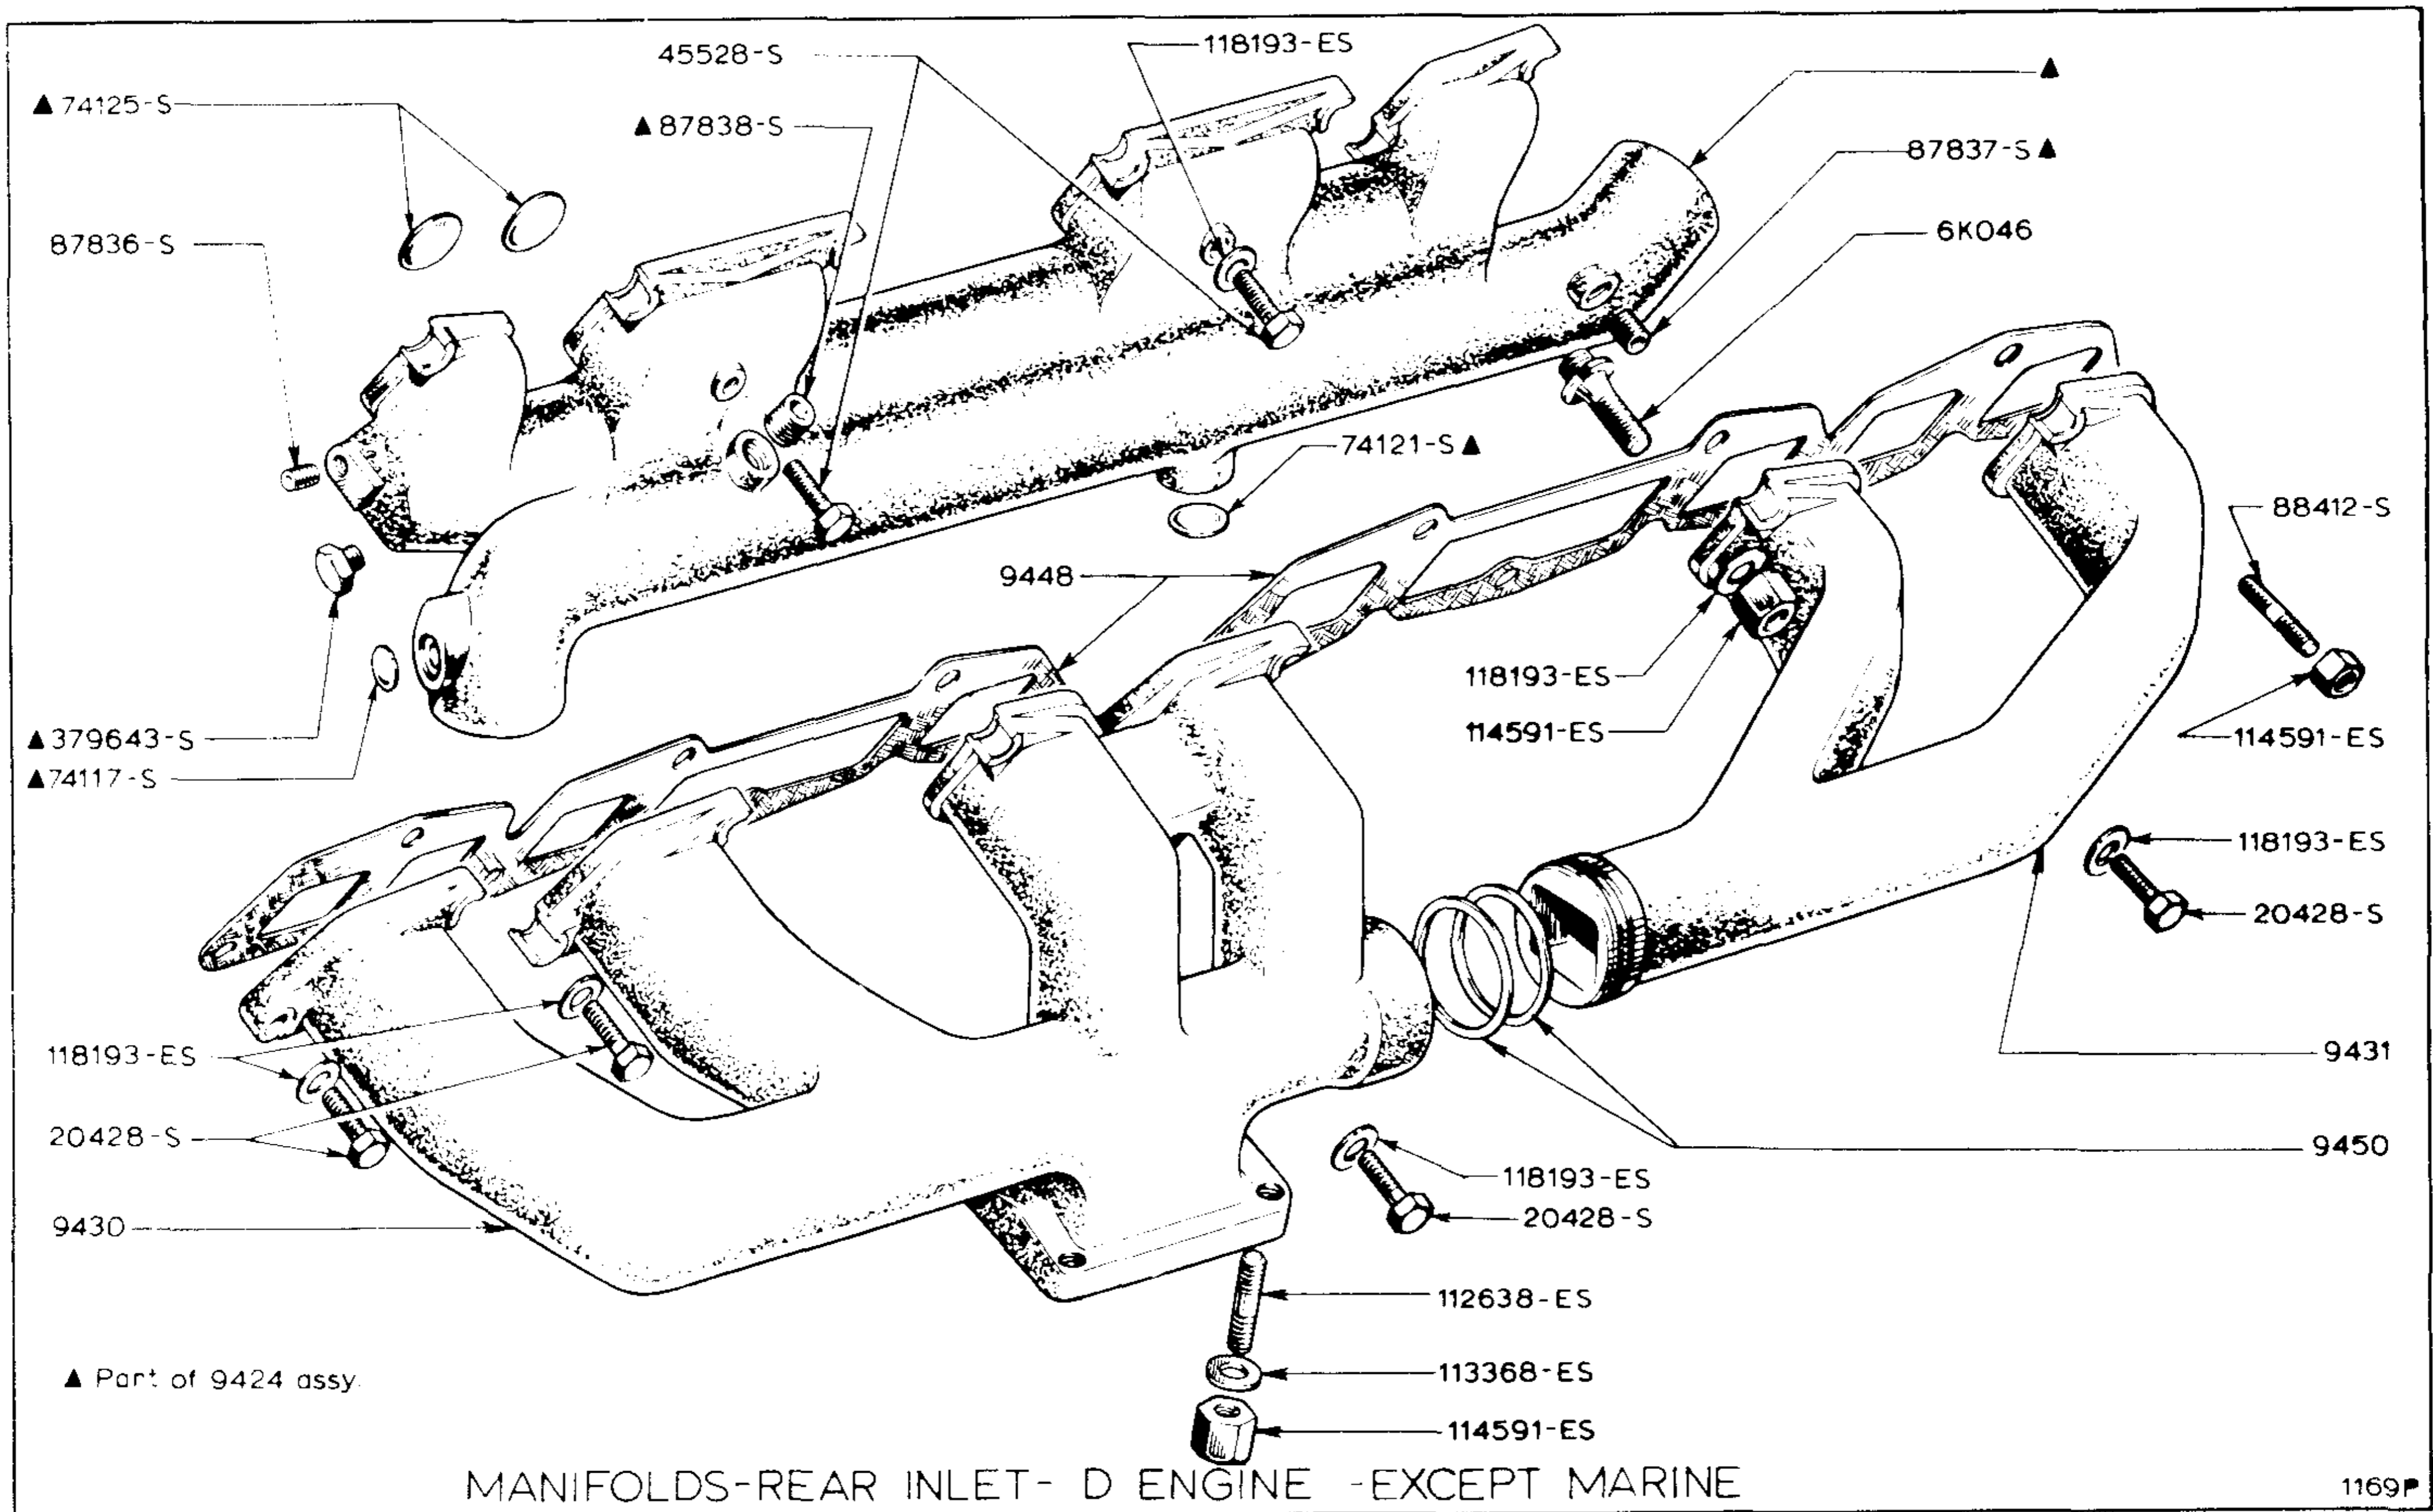 45528-S
118193-ES
▲
▲ 74125-S
▲ 87838-S
87837-S ▲
87836-S
6K046
74121-S ▲
88412-S
9448
118193-ES
114591-ES
114591-ES
▲ 379643-S
▲ 74117-S
118193-ES
20428-S
118193-ES
9431
20428-S
9450
118193-ES
20428-S
9430
112638-ES
113368-ES
▲ Part of 9424 assy.
114591-ES
MANIFOLDS-REAR INLET- D ENGINE -EXCEPT MARINE
1169P